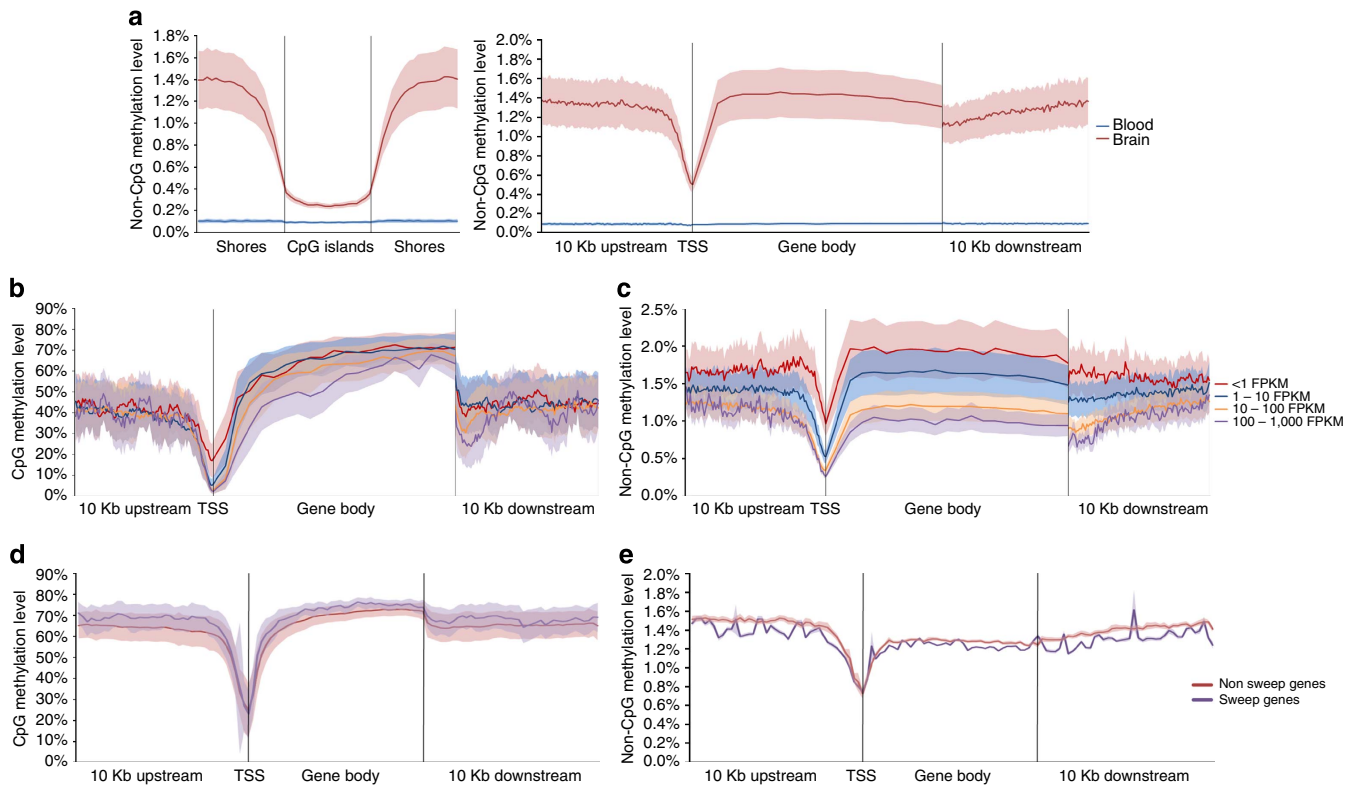 a
Non-CpG methylation level
1.8%
1.6%
1.4%
1.2%
1.0%
0.8%
0.6%
0.4%
0.2%
0.0%
Shores CpG islands Shores
Non-CpG methylation level
2.0%
1.8%
1.6%
1.4%
1.2%
1.0%
0.8%
0.6%
0.4%
0.2%
0.0%
10 Kb upstream TSS Gene body 10 Kb downstream
Blood
Brain
b
CpG methylation level
90%
80%
70%
60%
50%
40%
30%
20%
10%
0%
10 Kb upstream TSS Gene body 10 Kb downstream
c
Non-CpG methylation level
2.5%
2.0%
1.5%
1.0%
0.5%
0.0%
10 Kb upstream TSS Gene body 10 Kb downstream
<1 FPKM
1 – 10 FPKM
10 – 100 FPKM
100 – 1,000 FPKM
d
CpG methylation level
90%
80%
70%
60%
50%
40%
30%
20%
10%
0%
10 Kb upstream TSS Gene body 10 Kb downstream
e
Non-CpG methylation level
2.0%
1.8%
1.6%
1.4%
1.2%
1.0%
0.8%
0.6%
0.4%
0.2%
0.0%
10 Kb upstream TSS Gene body 10 Kb downstream
Non sweep genes
Sweep genes